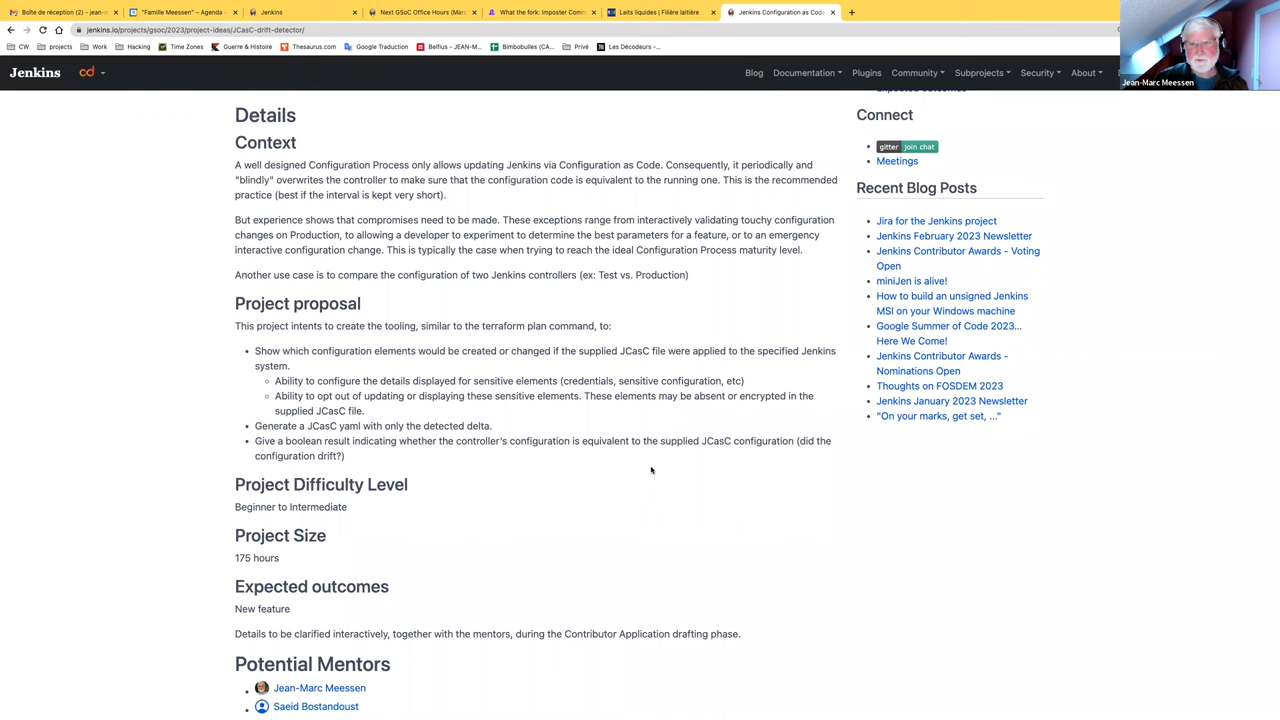 Boîte de réception (2) - jean-m
"Famille Meessen" – Agenda -
Jenkins
Next GSoC Office Hours (Marc
What the fork: Imposter Comm
Laits liquides | Filière laitière
Jenkins Configuration as Code
jenkins.io/projects/gsoc/2023/project-ideas/JCasC-drift-detector/
CW
projects
Work
Hacking
Time Zones
Guerre & Histoire
Thesaurus.com
Google Traduction
Belfius - JEAN-M...
Bimbobulles (CA...
Privé
Les Décodeurs –...
Jenkins
cd
Blog
Documentation
Plugins
Community
Subprojects
Security
About
Jean-Marc Meessen
Details
Context
A well designed Configuration Process only allows updating Jenkins via Configuration as Code. Consequently, it periodically and
"blindly" overwrites the controller to make sure that the configuration code is equivalent to the running one. This is the recommended
practice (best if the interval is kept very short).
But experience shows that compromises need to be made. These exceptions range from interactively validating touchy configuration
changes on Production, to allowing a developer to experiment to determine the best parameters for a feature, or to an emergency
interactive configuration change. This is typically the case when trying to reach the ideal Configuration Process maturity level.
Another use case is to compare the configuration of two Jenkins controllers (ex: Test vs. Production)
Project proposal
This project intents to create the tooling, similar to the terraform plan command, to:
Show which configuration elements would be created or changed if the supplied JCasC file were applied to the specified Jenkins
system.
Ability to configure the details displayed for sensitive elements (credentials, sensitive configuration, etc)
Ability to opt out of updating or displaying these sensitive elements. These elements may be absent or encrypted in the
supplied JCasC file.
Generate a JCasC yaml with only the detected delta.
Give a boolean result indicating whether the controller's configuration is equivalent to the supplied JCasC configuration (did the
configuration drift?)
Project Difficulty Level
Beginner to Intermediate
Project Size
175 hours
Expected outcomes
New feature
Details to be clarified interactively, together with the mentors, during the Contributor Application drafting phase.
Potential Mentors
Jean-Marc Meessen
Saeid Bostandoust
Expected outcomes
Connect
gitter join chat
Meetings
Recent Blog Posts
Jira for the Jenkins project
Jenkins February 2023 Newsletter
Jenkins Contributor Awards - Voting
Open
miniJen is alive!
How to build an unsigned Jenkins
MSI on your Windows machine
Google Summer of Code 2023...
Here We Come!
Jenkins Contributor Awards -
Nominations Open
Thoughts on FOSDEM 2023
Jenkins January 2023 Newsletter
"On your marks, get set, ..."